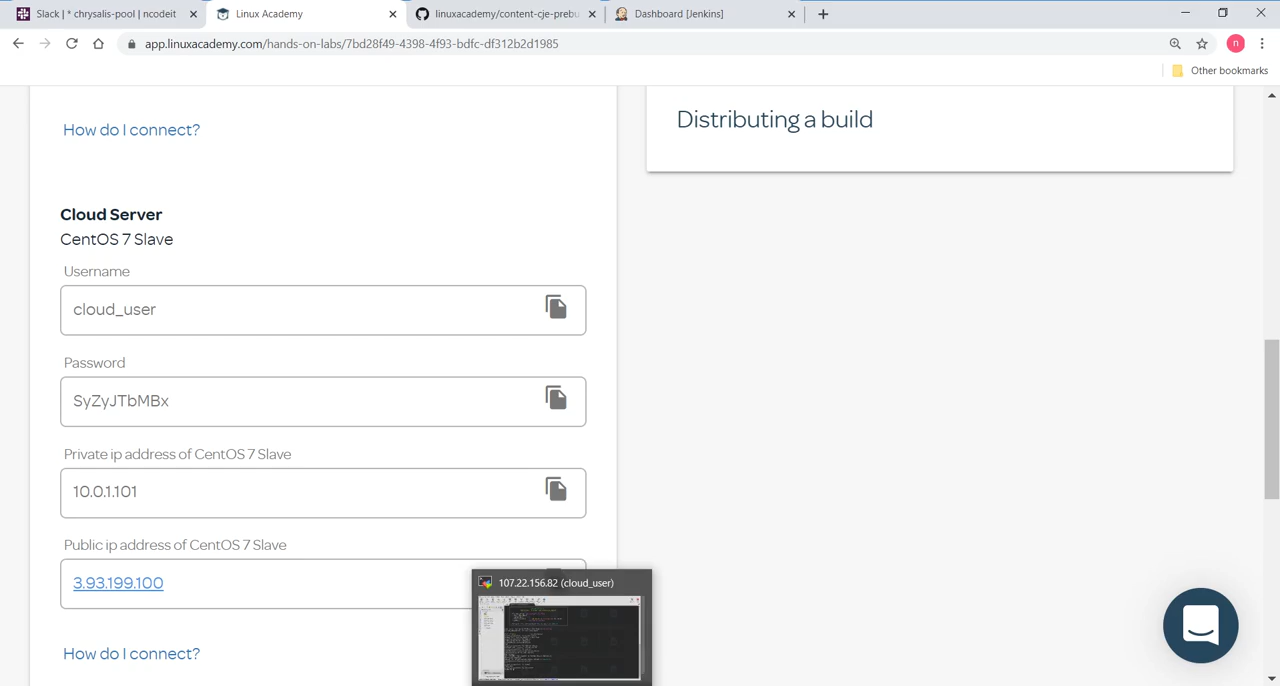 Slack | * chrysalis-pool | ncodeit
Linux Academy
linuxacademy/content-cje-prebu
Dashboard [Jenkins]
app.linuxacademy.com/hands-on-labs/7bd28f49-4398-4f93-bdfc-df312b2d1985
n
Other bookmarks
How do I connect?
Distributing a build
Cloud Server
CentOS 7 Slave
Username
cloud_user
Password
SyZyJTbMBx
Private ip address of CentOS 7 Slave
10.0.1.101
Public ip address of CentOS 7 Slave
3.93.199.100
107.22.156.82 (cloud_user)
How do I connect?